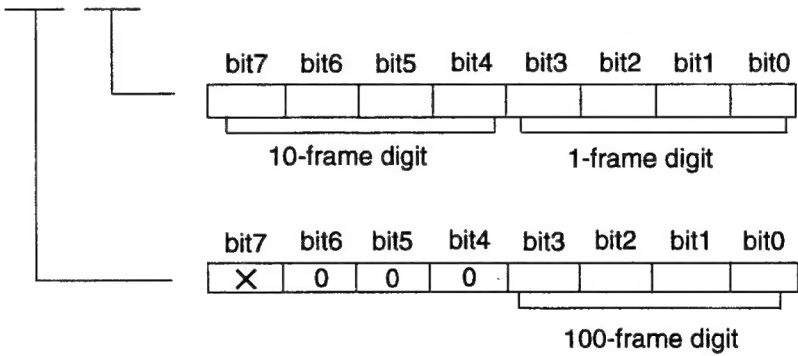 bit7 bit6 bit5 bit4 bit3 bit2 bit1 bit0
10-frame digit 1-frame digit
bit7 bit6 bit5 bit4 bit3 bit2 bit1 bit0
X 0 0 0
100-frame digit